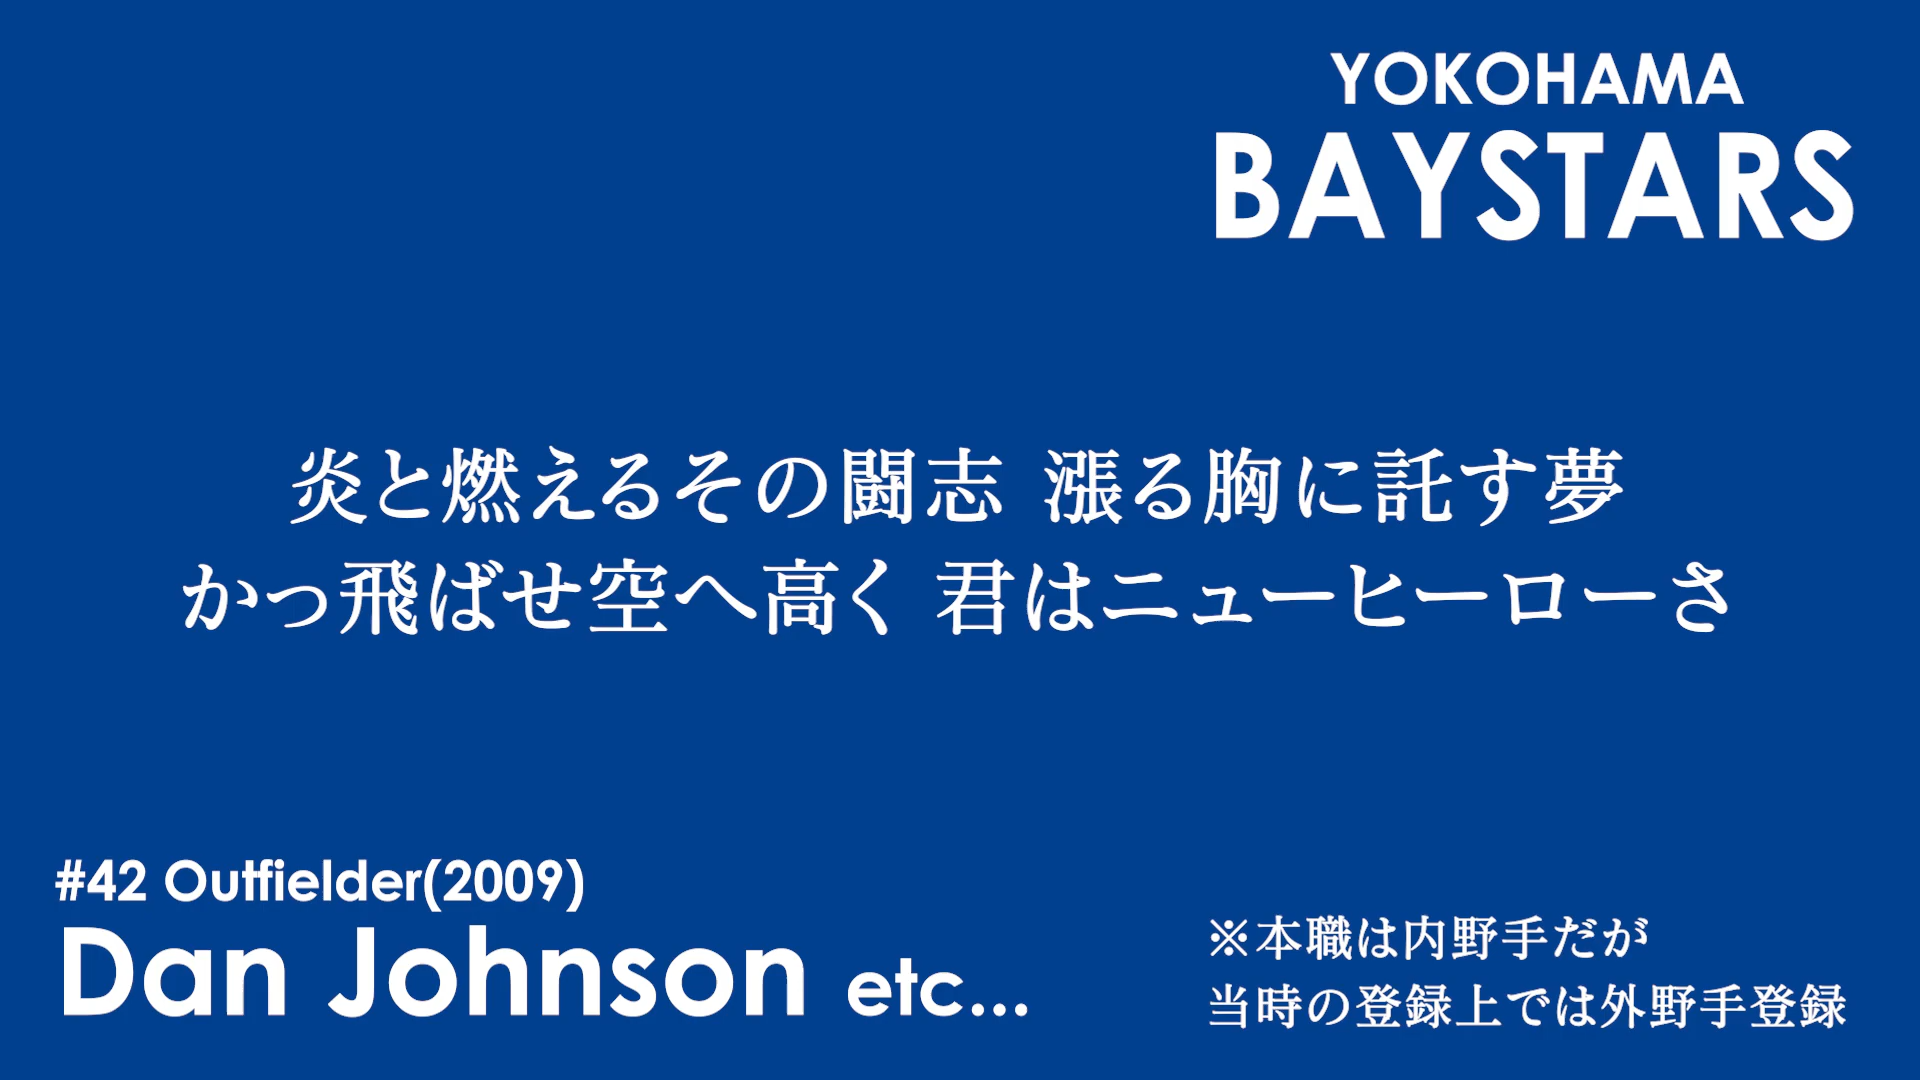 YOKOHAMA
BAYSTARS
炎と燃えるその闘志 漲る胸に託す夢
かっ飛ばせ空へ高く 君はニューヒーローさ
#42 Outfielder(2009)
Dan Johnson etc...
※本職は内野手だが
当時の登録上では外野手登録